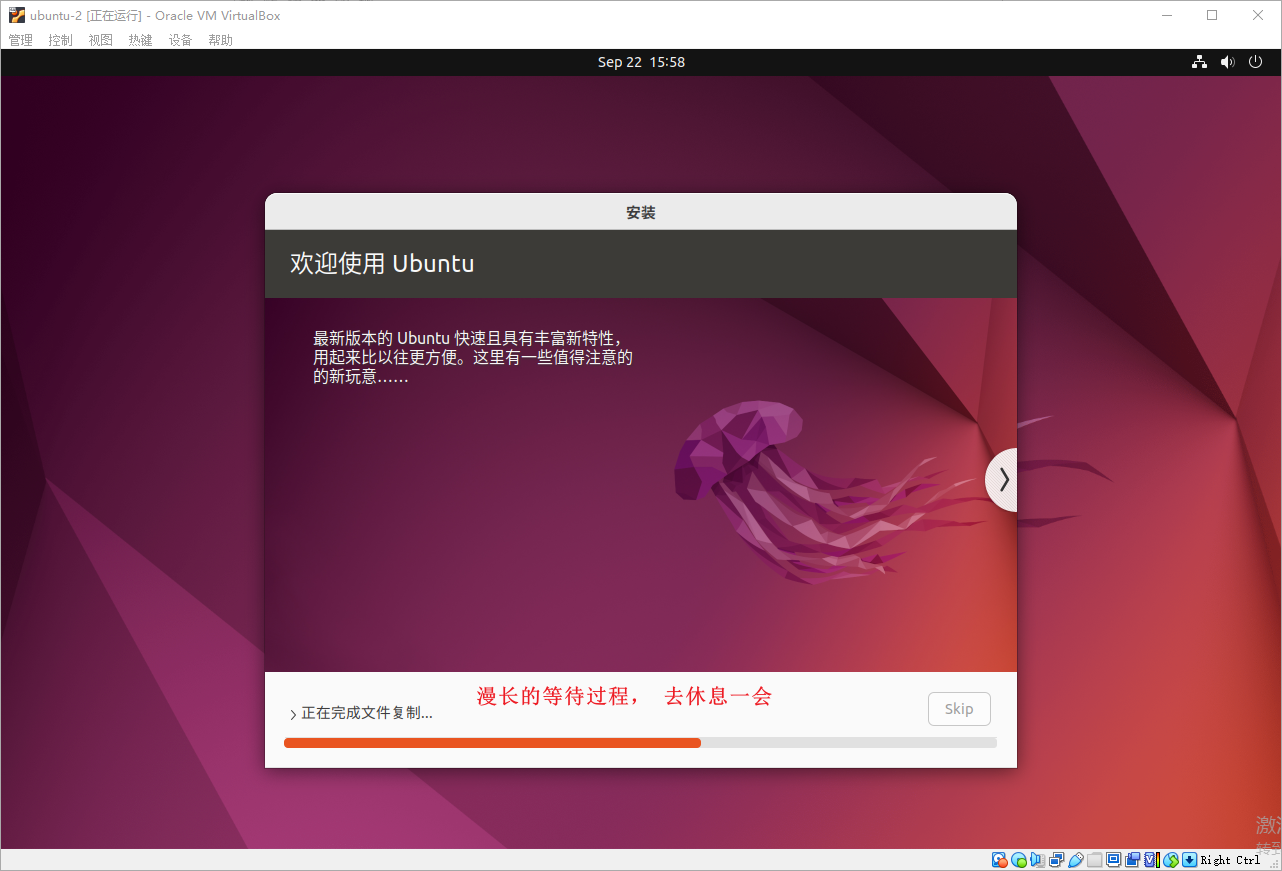 ubuntu-2 [正在运行] - Oracle VM VirtualBox
管理 控制 视图 热键 设备 帮助
Sep 22 15:58
安装
欢迎使用 Ubuntu
最新版本的 Ubuntu 快速且具有丰富新特性，
用起来比以往更方便。这里有一些值得注意的
的新玩意……
漫长的等待过程， 去休息一会
正在完成文件复制...
Skip
转到
Right Ctrl